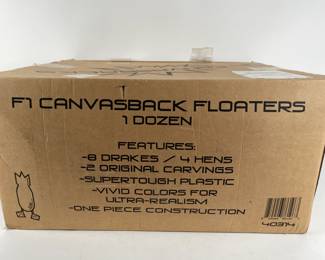 F1 CANVASBACK FLOATERS
1 DOZEN
FEATURES:
-8 DRAKES / 4 HENS
-2 ORIGINAL CARVINGS
-SUPERTOUGH PLASTIC
-VIVID COLORS FOR
ULTRA-REALISM
-ONE PIECE CONSTRUCTION
40314